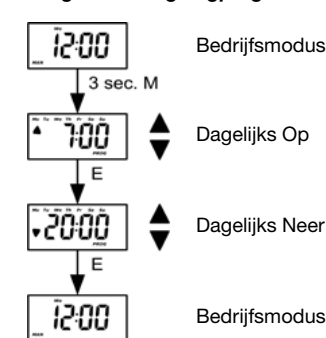 12:00 Bedrijfsmodus
3 sec. M
7:00 Dagelijks Op
E
20:00 Dagelijks Neer
E
12:00 Bedrijfsmodus